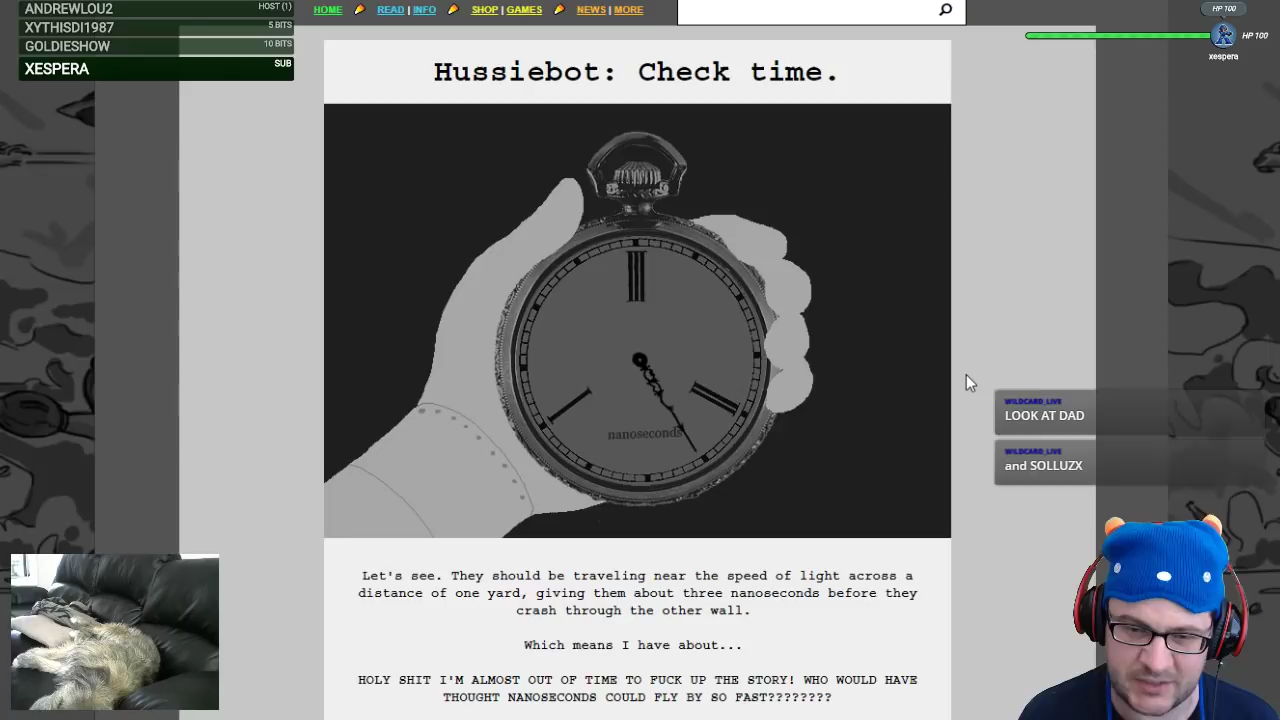 ANDREWLOU2 HOST (1)
XYTHISDI1987 5 BITS
GOLDIESHOW 10 BITS
XESPERA SUB
HOME READ | INFO SHOP | GAMES NEWS | MORE
HP 100
HP 100
xespera
Hussiebot: Check time.
III
II
I
nanoseconds
WILDCARD_LIVE
LOOK AT DAD
WILDCARD_LIVE
and SOLLUZX
Let's see. They should be traveling near the speed of light across a
distance of one yard, giving them about three nanoseconds before they
crash through the other wall.
Which means I have about...
HOLY SHIT I'M ALMOST OUT OF TIME TO FUCK UP THE STORY! WHO WOULD HAVE
THOUGHT NANOSECONDS COULD FLY BY SO FAST????????